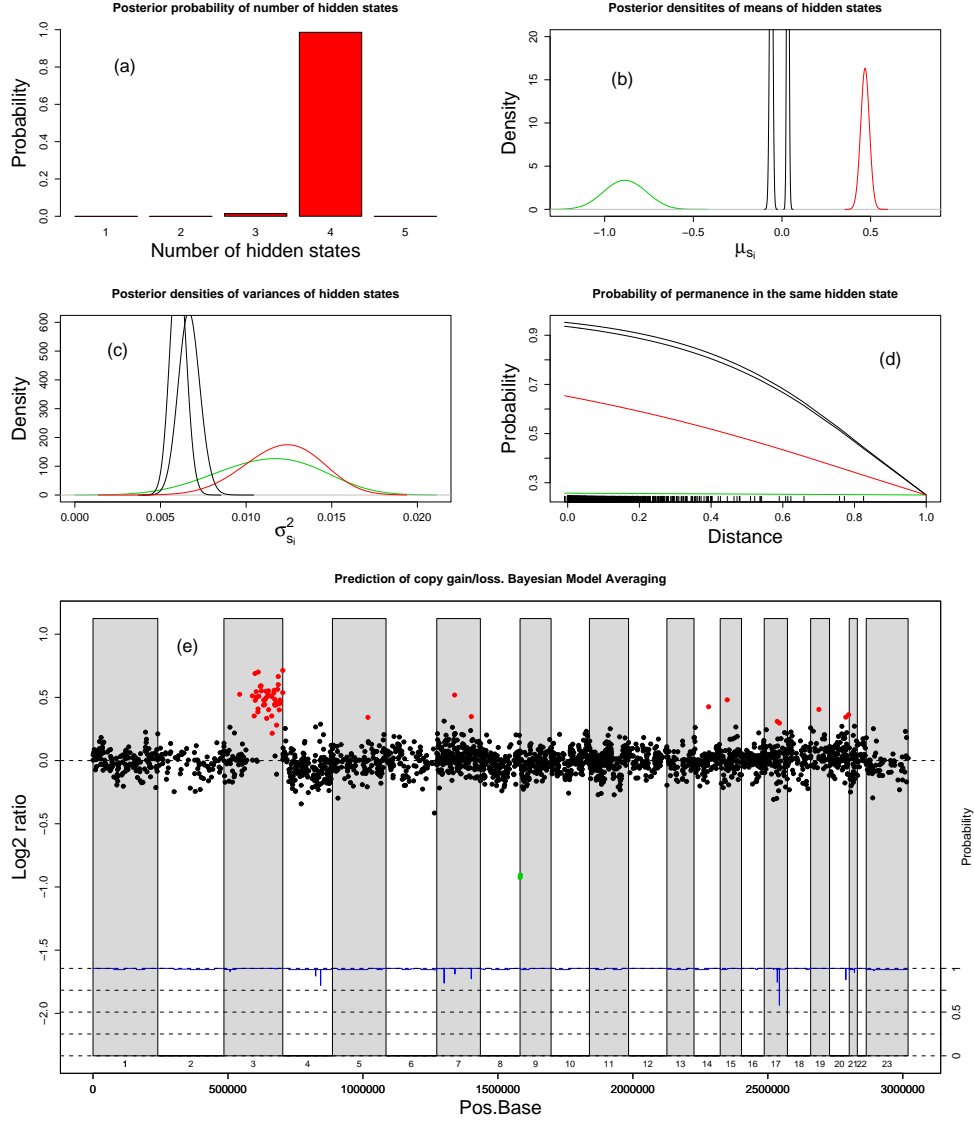 Posterior probability of number of hidden states
(a)
Probability
0.0 0.2 0.4 0.6 0.8 1.0
1 2 3 4 5
Number of hidden states
Posterior densitites of means of hidden states
(b)
Density
0 5 10 15 20
−1.0 −0.5 0.0 0.5
μsi
Posterior densities of variances of hidden states
(c)
Density
0 100 200 300 400 500 600
0.000 0.005 0.010 0.015 0.020
σ2si
Probability of permanence in the same hidden state
(d)
Probability
0.3 0.5 0.7 0.9
0.0 0.2 0.4 0.6 0.8 1.0
Distance
Prediction of copy gain/loss. Bayesian Model Averaging
(e)
Log2 ratio
−2.0 −1.5 −1.0 −0.5 0.0 0.5 1.0
Probability
0 0.5 1
1 2 3 4 5 6 7 8 9 10 11 12 13 14 15 16 17 18 19 20 21 22 23
0 500000 1000000 1500000 2000000 2500000 3000000
Pos.Base